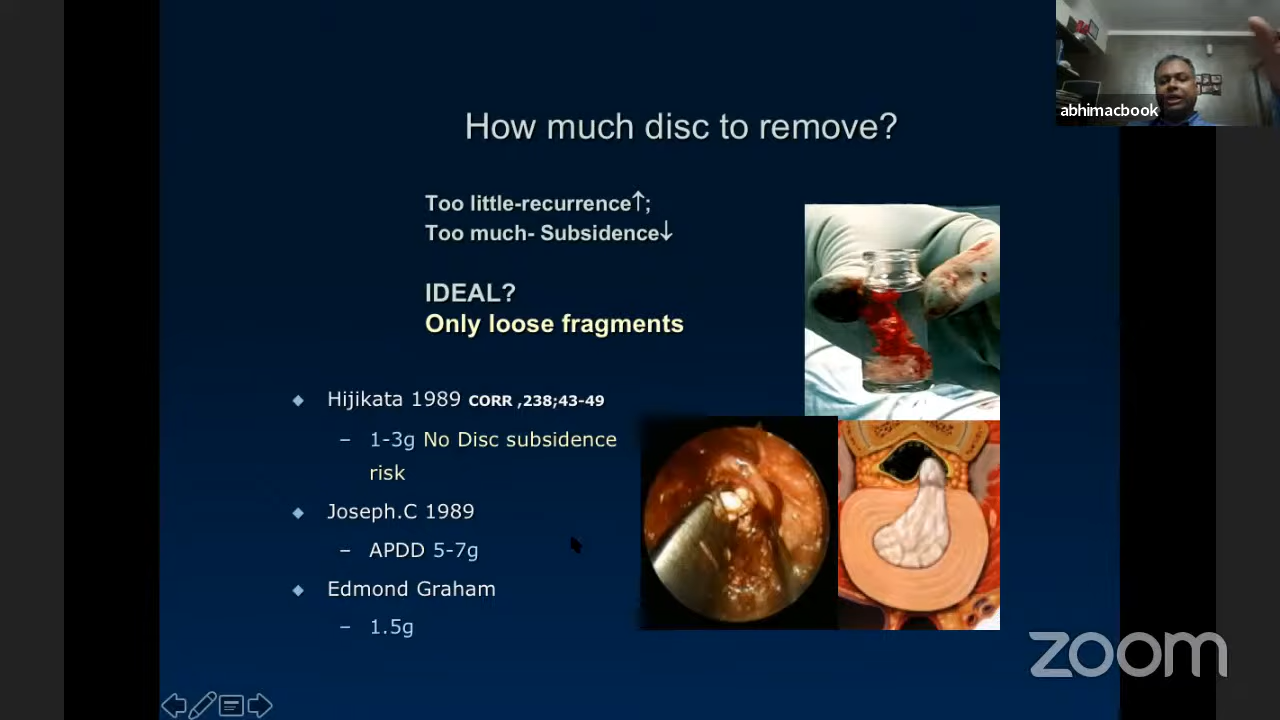 abhimacbook
How much disc to remove?
Too little-recurrence↑;
Too much- Subsidence↓
IDEAL?
Only loose fragments
Hijikata 1989 CORR ,238;43-49
– 1-3g No Disc subsidence
risk
Joseph.C 1989
– APDD 5-7g
Edmond Graham
– 1.5g
zoom